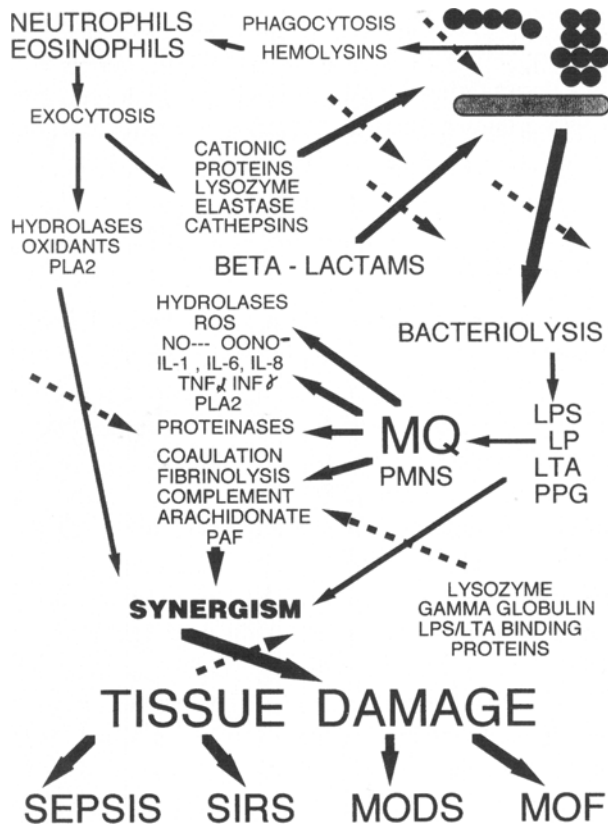 NEUTROPHILS
EOSINOPHILS
PHAGOCYTOSIS
HEMOLYSINS
EXOCYTOSIS
CATIONIC
PROTEINS
LYSOZYME
ELASTASE
CATHEPSINS
HYDROLASES
OXIDANTS
PLA2
BETA - LACTAMS
HYDROLASES
ROS
NO--- OONO-
IL-1 , IL-6, IL-8
TNFα INFγ
PLA2
PROTEINASES
COAULATION
FIBRINOLYSIS
COMPLEMENT
ARACHIDONATE
PAF
MQ
PMNS
BACTERIOLYSIS
LPS
LP
LTA
PPG
LYSOZYME
GAMMA GLOBULIN
LPS/LTA BINDING
PROTEINS
SYNERGISM
TISSUE DAMAGE
SEPSIS SIRS MODS MOF